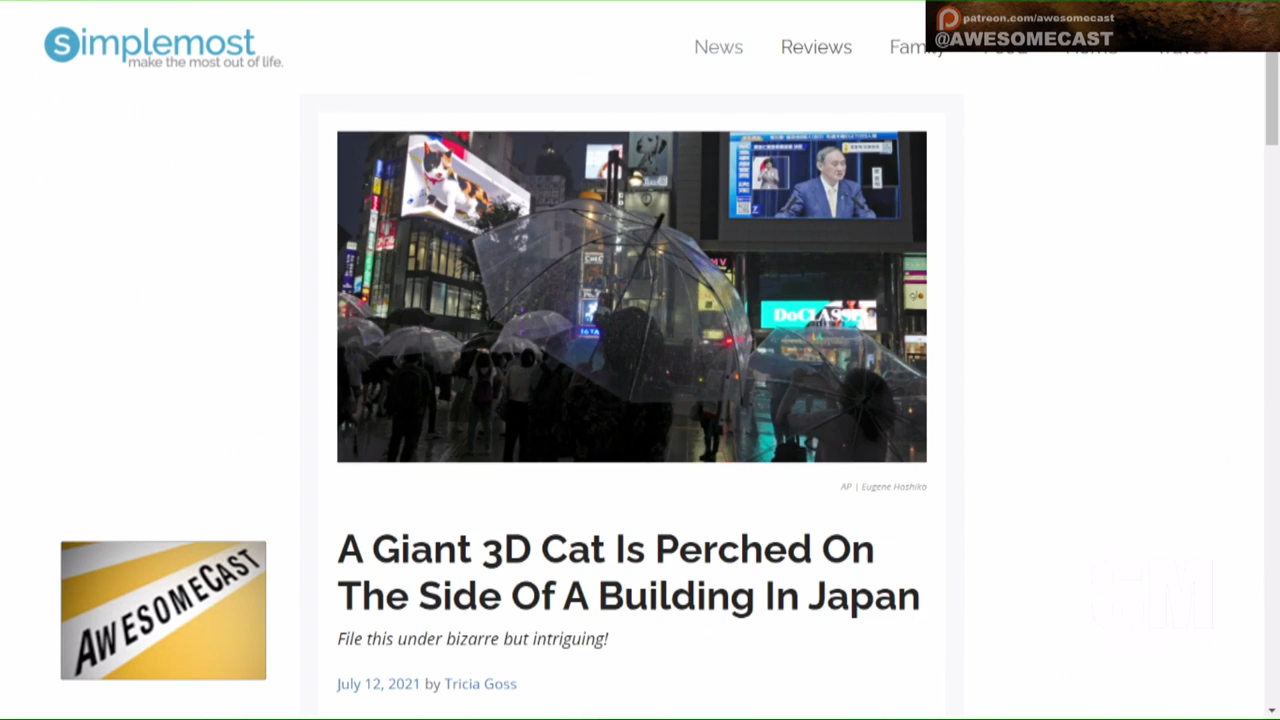 simplemost
make the most out of life.
patreon.com/awesomecast
@AWESOMECAST
News
Reviews
DoCLASSE
AP | Eugene Hoshiko
A Giant 3D Cat Is Perched On
The Side Of A Building In Japan
File this under bizarre but intriguing!
July 12, 2021 by Tricia Goss
AWESOMECAST